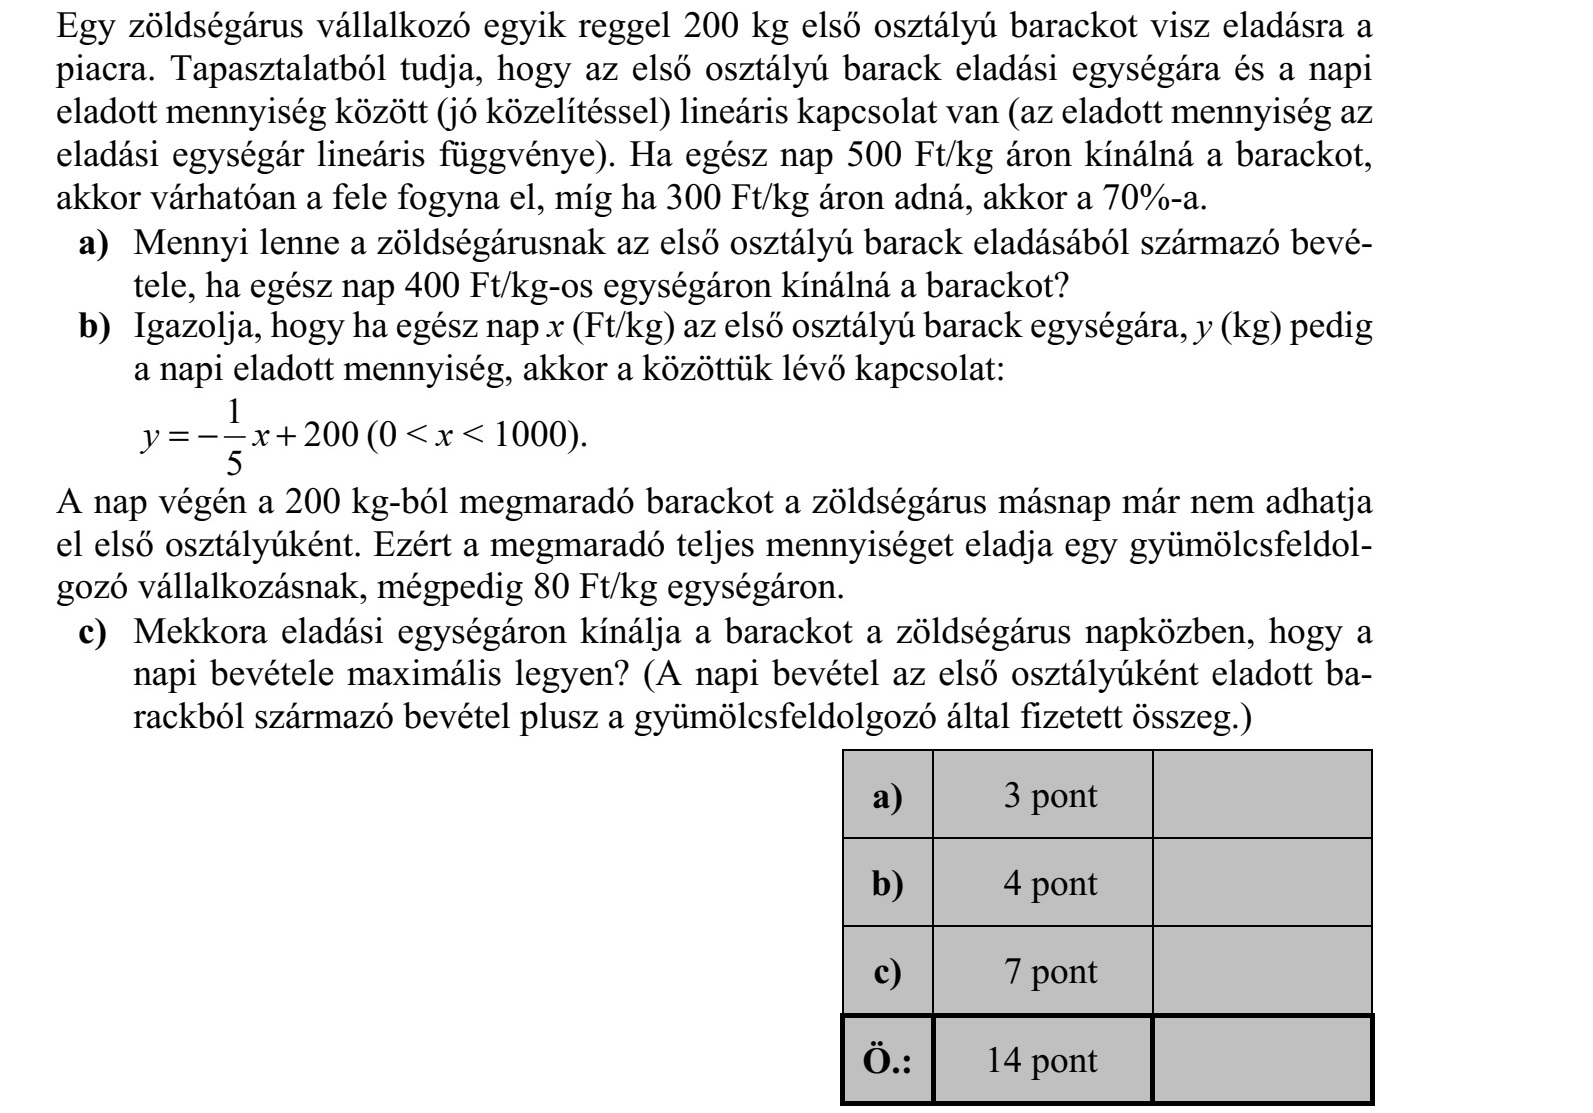 Egy zöldségárus vállalkozó egyik reggel 200 kg első osztályú barackot visz eladásra a
piacra. Tapasztalatból tudja, hogy az első osztályú barack eladási egységára és a napi
eladott mennyiség között (jó közelítéssel) lineáris kapcsolat van (az eladott mennyiség az
eladási egységár lineáris függvénye). Ha egész nap 500 Ft/kg áron kínálná a barackot,
akkor várhatóan a fele fogyna el, míg ha 300 Ft/kg áron adná, akkor a 70%-a.
a) Mennyi lenne a zöldségárusnak az első osztályú barack eladásából származó bevé-
tele, ha egész nap 400 Ft/kg-os egységáron kínálná a barackot?
b) Igazolja, hogy ha egész nap x (Ft/kg) az első osztályú barack egységára, y (kg) pedig
a napi eladott mennyiség, akkor a közöttük lévő kapcsolat:
y = −1/5 x + 200 (0 < x < 1000).
A nap végén a 200 kg-ból megmaradó barackot a zöldségárus másnap már nem adhatja
el első osztályúként. Ezért a megmaradó teljes mennyiséget eladja egy gyümölcsfeldol-
gozó vállalkozásnak, mégpedig 80 Ft/kg egységáron.
c) Mekkora eladási egységáron kínálja a barackot a zöldségárus napközben, hogy a
napi bevétele maximális legyen? (A napi bevétel az első osztályúként eladott ba-
rackból származó bevétel plusz a gyümölcsfeldolgozó által fizetett összeg.)
a) 3 pont
b) 4 pont
c) 7 pont
Ö.: 14 pont